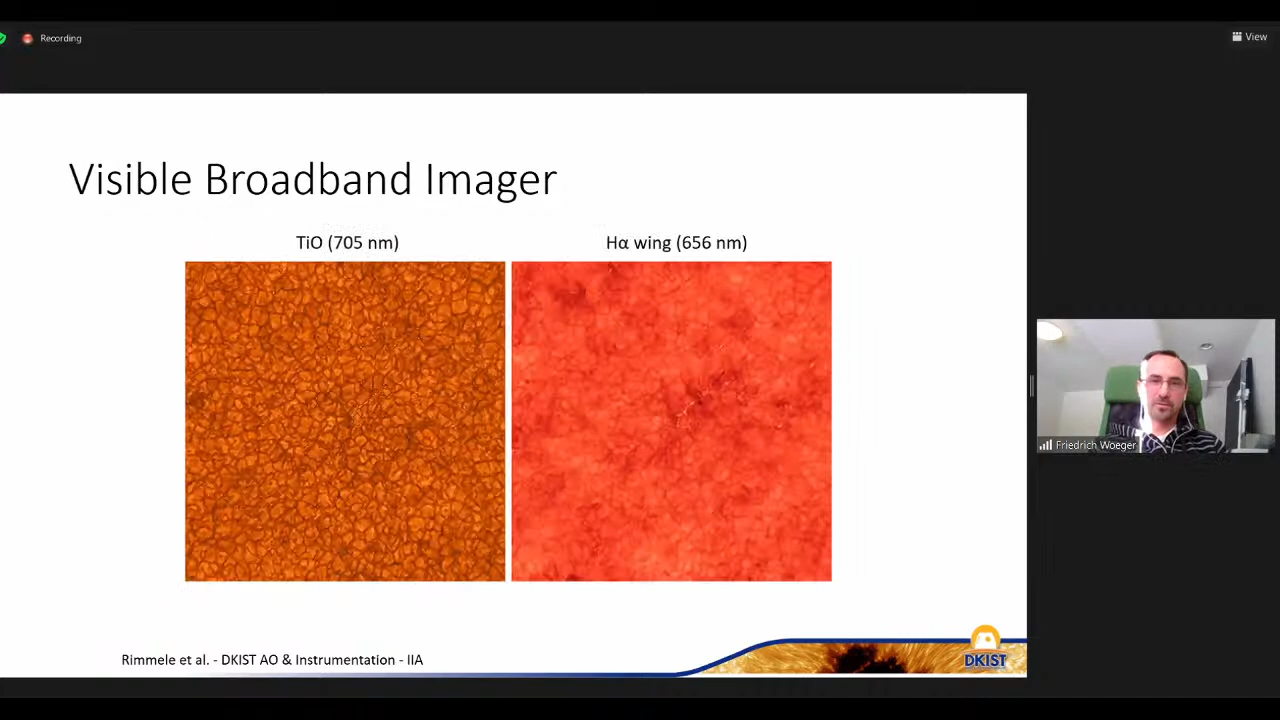 Recording
View
Visible Broadband Imager
TiO (705 nm)
Hα wing (656 nm)
Friedrich Woeger
Rimmele et al. - DKIST AO & Instrumentation - IIA
DKIST